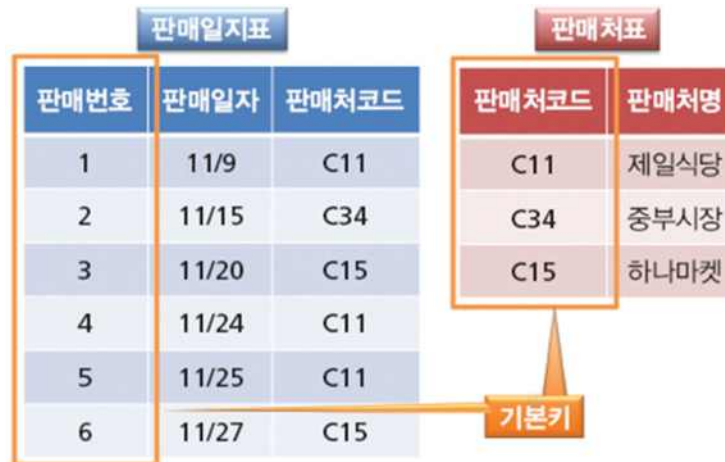 판매일지표
판매번호 판매일자 판매처코드
1 11/9 C11
2 11/15 C34
3 11/20 C15
4 11/24 C11
5 11/25 C11
6 11/27 C15
판매처표
판매처코드 판매처명
C11 제일식당
C34 중부시장
C15 하나마켓
기본키